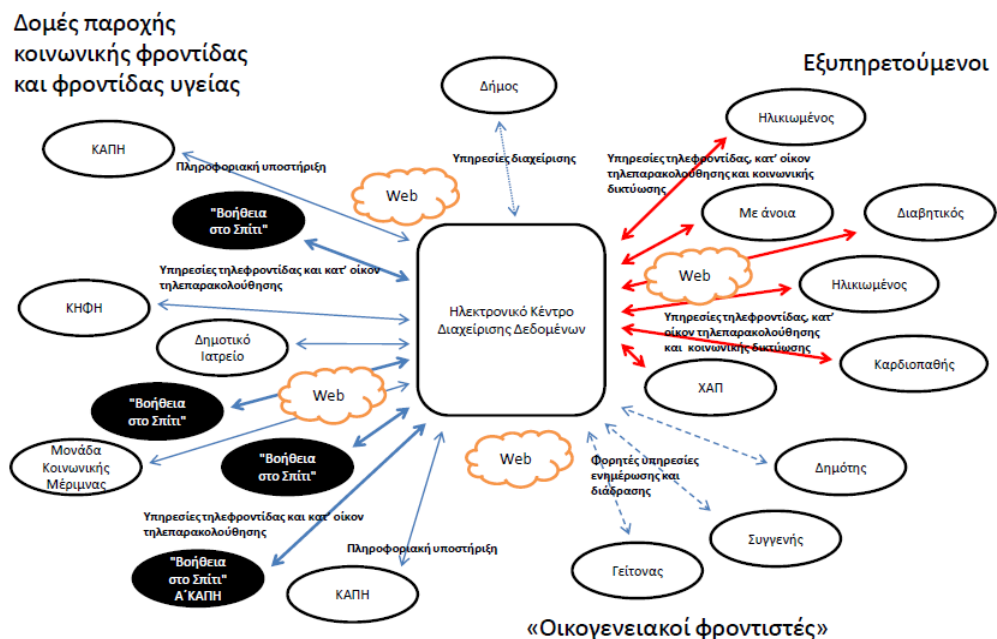 Δομές παροχής
κοινωνικής φροντίδας
και φροντίδας υγείας
Εξυπηρετούμενοι
Δήμος
Ηλικιωμένος
ΚΑΠΗ
Πληροφοριακή υποστήριξη
Υπηρεσίες διαχείρισης
Υπηρεσίες τηλεφροντίδας, κατ' οίκον
τηλεπαρακολούθησης και κοινωνικής
δικτύωσης
Web
"Βοήθεια
στο Σπίτι"
Με άνοια
Διαβητικός
Υπηρεσίες τηλεφροντίδας και κατ' οίκον
τηλεπαρακολούθησης
Web
ΚΗΦΗ
Ηλεκτρονικό Κέντρο
Διαχείρισης Δεδομένων
Ηλικιωμένος
Υπηρεσίες τηλεφροντίδας, κατ'
οίκον τηλεπαρακολούθησης
και κοινωνικής δικτύωσης
Δημοτικό
Ιατρείο
Καρδιοπαθής
Web
ΧΑΠ
"Βοήθεια
στο Σπίτι"
Μονάδα
Κοινωνικής
Μέριμνας
"Βοήθεια
στο Σπίτι"
Web
Φορητές υπηρεσίες
ενημέρωσης και
διάδρασης
Δημότης
Υπηρεσίες τηλεφροντίδας και κατ' οίκον
τηλεπαρακολούθησης
Πληροφοριακή υποστήριξη
Συγγενής
"Βοήθεια
στο Σπίτι"
Α΄ΚΑΠΗ
ΚΑΠΗ
Γείτονας
«Οικογενειακοί φροντιστές»